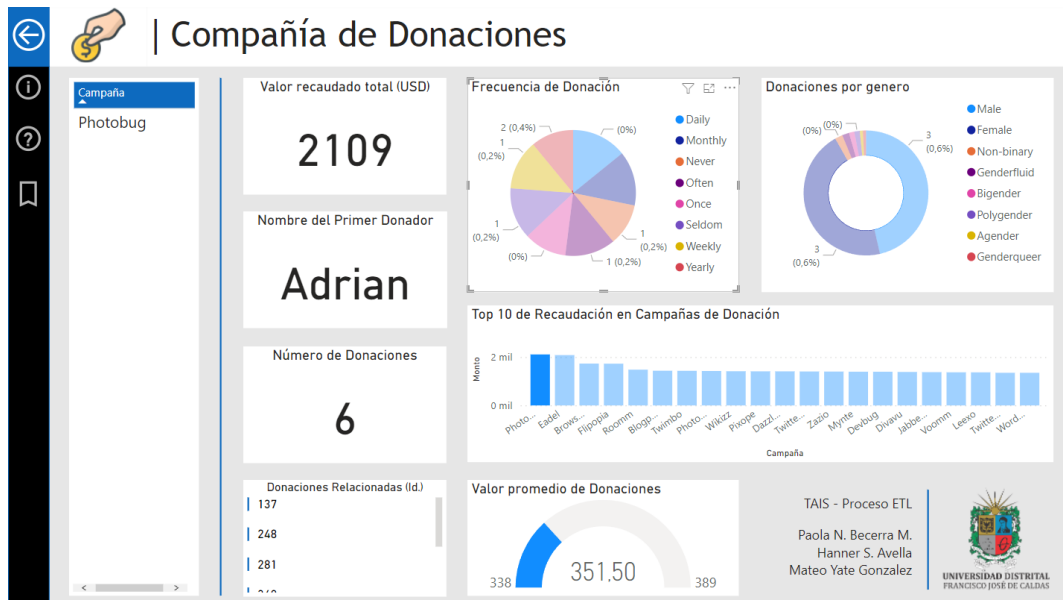 | Compañía de Donaciones
Campaña
Photobug
Valor recaudado total (USD)
2109
Nombre del Primer Donador
Adrian
Número de Donaciones
6
Donaciones Relacionadas (Id.)
137
248
281
Frecuencia de Donación
2 (0,4%)
(0%)
1
(0,2%)
1
(0,2%)
(0%)
1 (0,2%)
1
(0,2%)
Daily
Monthly
Never
Often
Once
Seldom
Weekly
Yearly
Donaciones por genero
(0%)
(0%)
3
(0,6%)
3
(0,6%)
Male
Female
Non-binary
Genderfluid
Bigender
Polygender
Agender
Genderqueer
Top 10 de Recaudación en Campañas de Donación
Monto
2 mil
0 mil
Photo...
Eadel
Brows...
Flipopia
Roomm
Blogp...
Twimbo
Photo...
Wikizz
Pixope
Dazzl...
Twitte...
Zazio
Mynte
Devbug
Divavu
Jabbe...
Voomm
Leexo
Twitte...
Word...
Campaña
Valor promedio de Donaciones
351,50
338
389
TAIS - Proceso ETL
Paola N. Becerra M.
Hanner S. Avella
Mateo Yate Gonzalez
UNIVERSIDAD DISTRITAL
FRANCISCO JOSÉ DE CALDAS